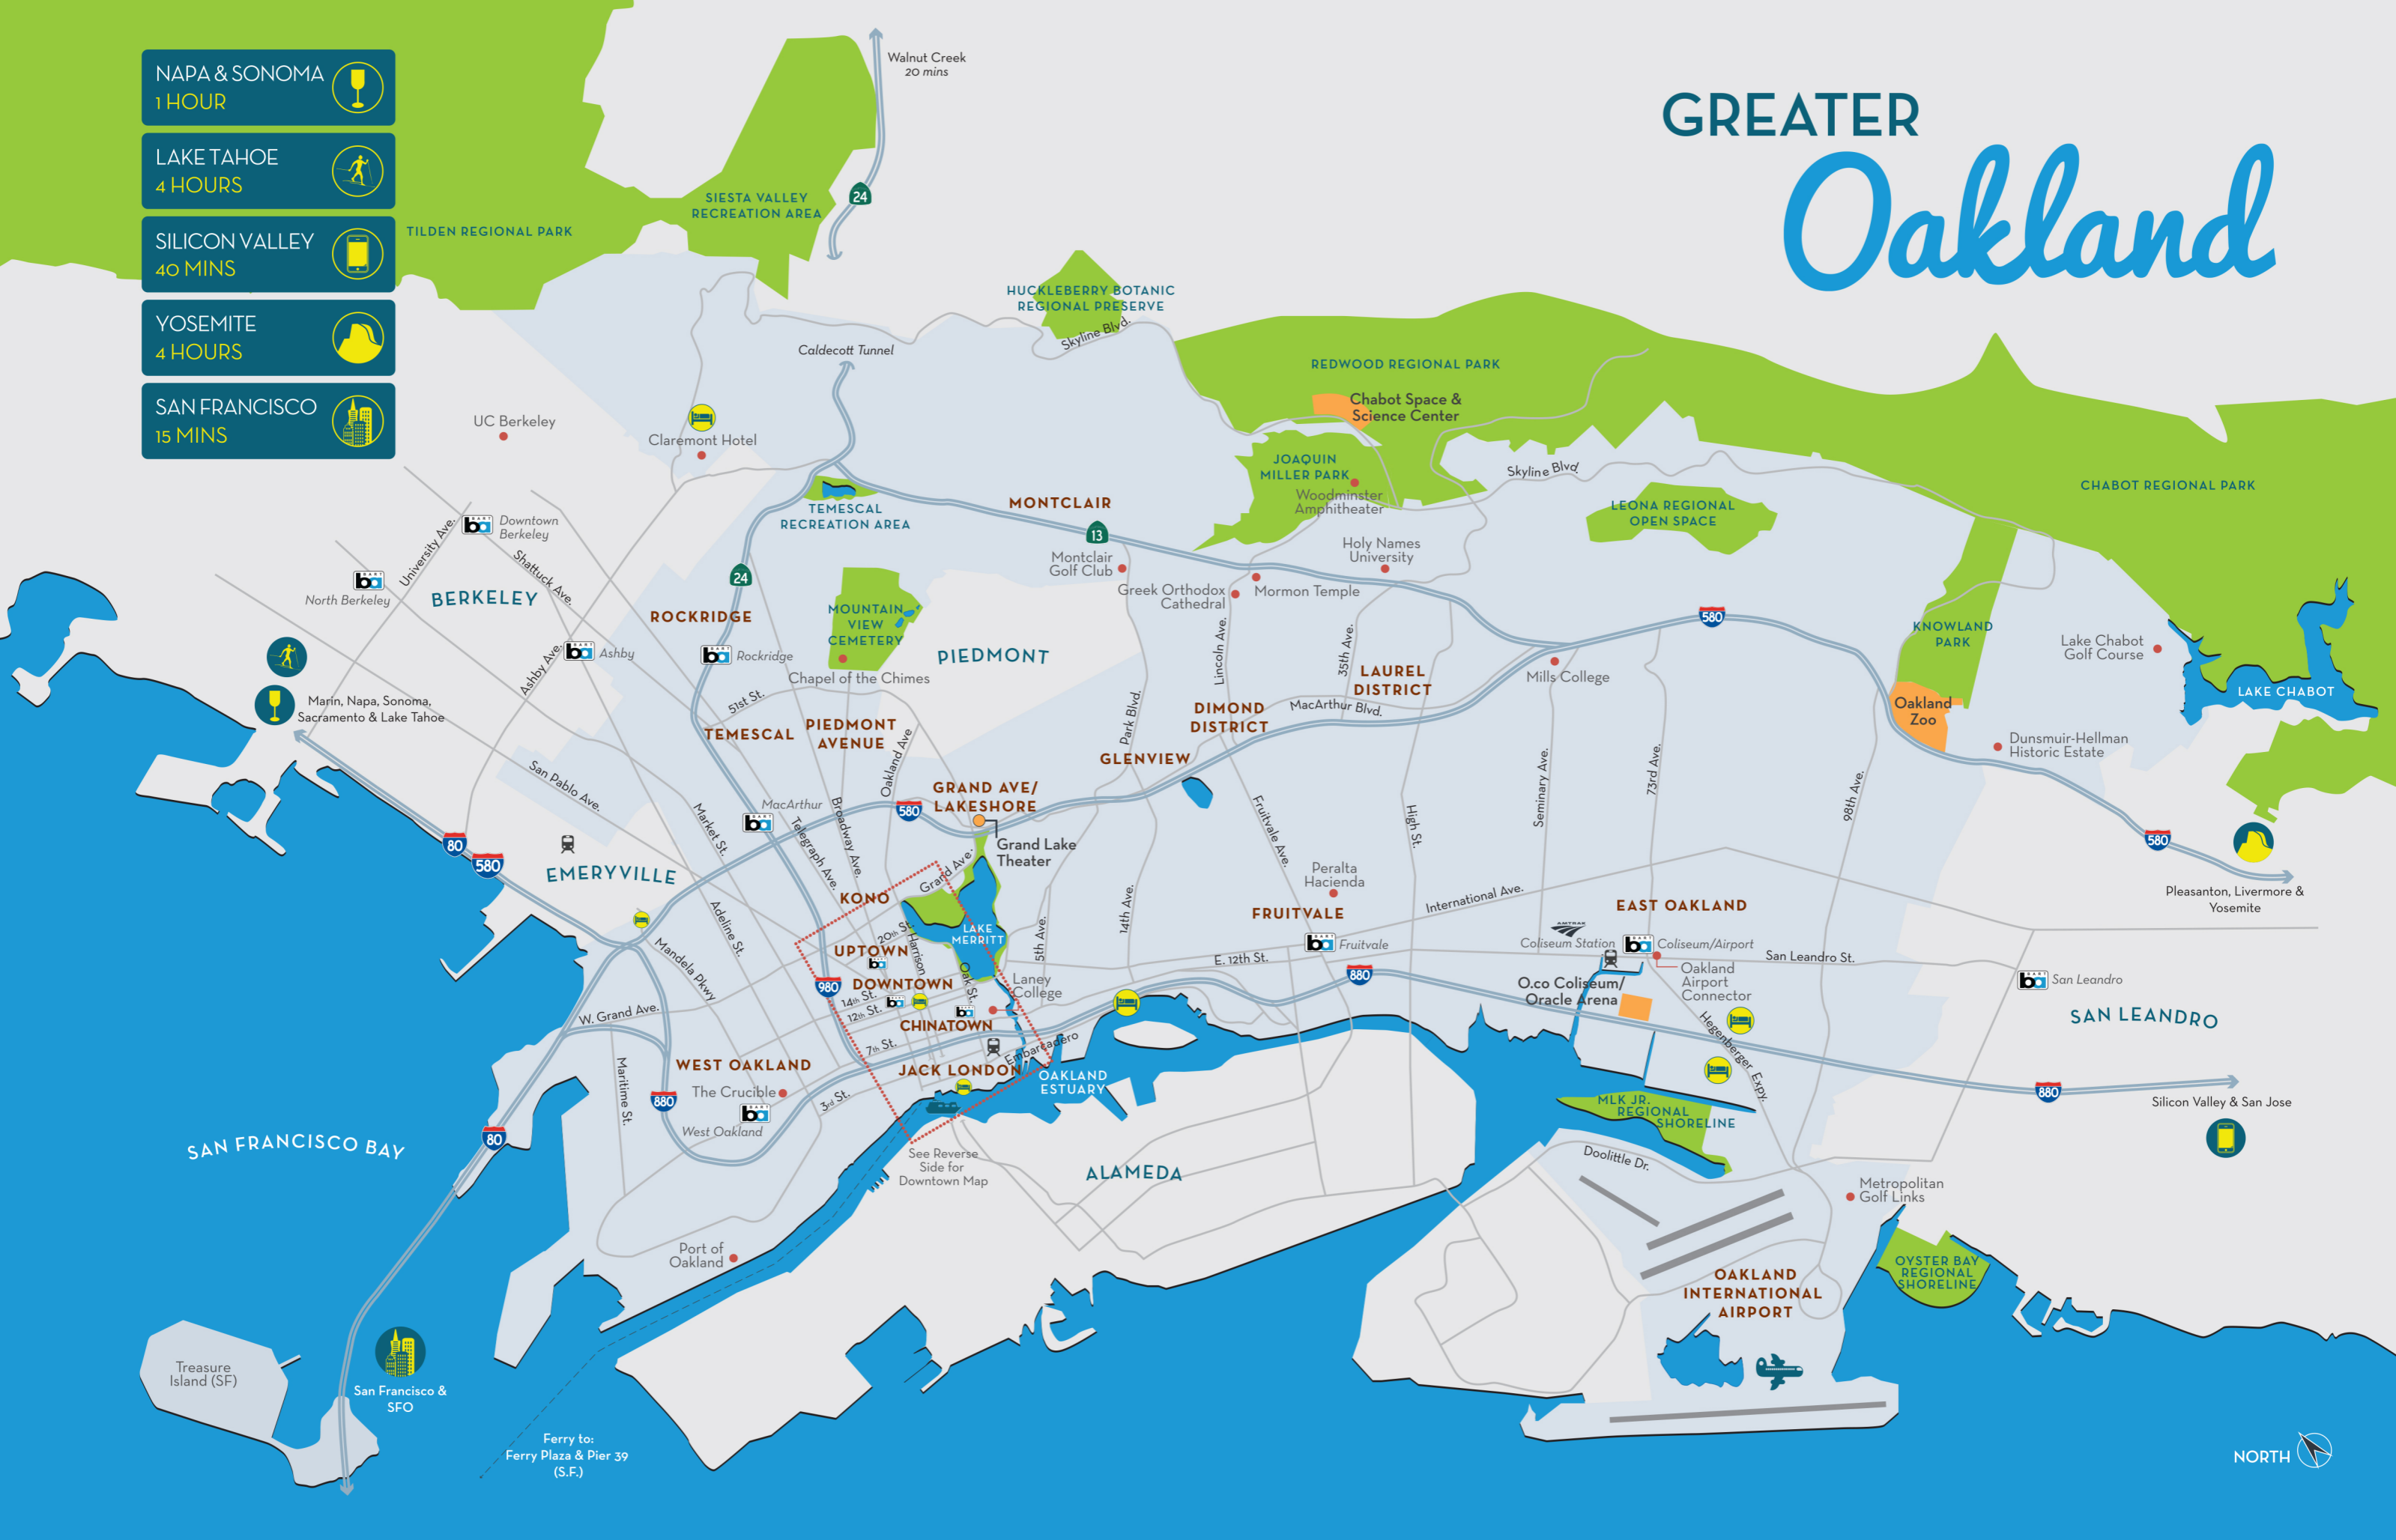 GREATER
Oakland
NAPA & SONOMA
1 HOUR
LAKE TAHOE
4 HOURS
SILICON VALLEY
40 MINS
YOSEMITE
4 HOURS
SAN FRANCISCO
15 MINS
Walnut Creek
20 mins
24
SIESTA VALLEY
RECREATION AREA
TILDEN REGIONAL PARK
HUCKLEBERRY BOTANIC
REGIONAL PRESERVE
Skyline Blvd.
Caldecott Tunnel
REDWOOD REGIONAL PARK
Chabot Space &
Science Center
UC Berkeley
Claremont Hotel
JOAQUIN
MILLER PARK
Woodminster
Amphitheater
Skyline Blvd.
CHABOT REGIONAL PARK
MONTCLAIR
TEMESCAL
RECREATION AREA
LEONA REGIONAL
OPEN SPACE
13
Downtown
Berkeley
University Ave.
Shattuck Ave.
Holy Names
University
Montclair
Golf Club
24
North Berkeley
BERKELEY
Greek Orthodox
Cathedral
Mormon Temple
ROCKRIDGE
MOUNTAIN
VIEW
CEMETERY
580
KNOWLAND
PARK
Lake Chabot
Golf Course
Ashby Ave.
Ashby
Rockridge
PIEDMONT
Lincoln Ave.
35th Ave.
LAUREL
DISTRICT
Mills College
Chapel of the Chimes
LAKE CHABOT
Marin, Napa, Sonoma,
Sacramento & Lake Tahoe
51st St.
TEMESCAL
PIEDMONT
AVENUE
Oakland Ave
Park Blvd.
DIMOND
DISTRICT
MacArthur Blvd.
Oakland
Zoo
Dunsmuir-Hellman
Historic Estate
GLENVIEW
San Pablo Ave.
GRAND AVE/
LAKESHORE
MacArthur
Market St.
Telegraph Ave.
Broadway Ave.
580
Grand Lake
Theater
Fruitvale Ave.
High St.
Seminary Ave.
73rd Ave.
98th Ave.
80
580
EMERYVILLE
580
Pleasanton, Livermore &
Yosemite
Grand Ave.
KONO
Peralta
Hacienda
FRUITVALE
International Ave.
EAST OAKLAND
Adeline St.
Mandela Pkwy
LAKE
MERRITT
20th St.
Harrison
UPTOWN
5th Ave.
14th Ave.
E. 12th St.
Fruitvale
AMTRAK
Coliseum Station
Coliseum/Airport
San Leandro St.
Oakland
Airport
Connector
San Leandro
880
980
DOWNTOWN
14th St.
12th St.
Oak St.
Laney
College
O.co Coliseum/
Oracle Arena
SAN LEANDRO
W. Grand Ave.
CHINATOWN
7th St.
Embarcadero
Hegenberger Expy.
WEST OAKLAND
JACK LONDON
OAKLAND
ESTUARY
Maritime St.
The Crucible
880
3rd St.
West Oakland
MLK JR.
REGIONAL
SHORELINE
880
Silicon Valley & San Jose
SAN FRANCISCO BAY
80
See Reverse
Side for
Downtown Map
ALAMEDA
Doolittle Dr.
Metropolitan
Golf Links
Port of
Oakland
OAKLAND
INTERNATIONAL
AIRPORT
OYSTER BAY
REGIONAL
SHORELINE
Treasure
Island (SF)
San Francisco &
SFO
Ferry to:
Ferry Plaza & Pier 39
(S.F.)
NORTH